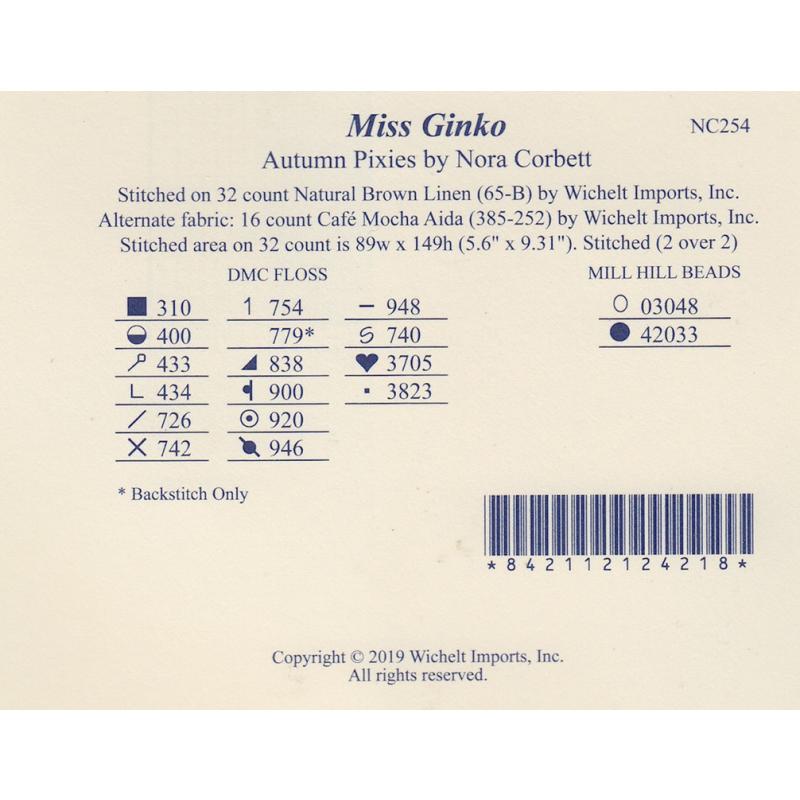 Miss Ginko NC254
Autumn Pixies by Nora Corbett
Stitched on 32 count Natural Brown Linen (65-B) by Wichelt Imports, Inc.
Alternate fabric: 16 count Café Mocha Aida (385-252) by Wichelt Imports, Inc.
Stitched area on 32 count is 89w x 149h (5.6" x 9.31"). Stitched (2 over 2)
DMC FLOSS
310
400
433
434
726
742
754
779*
838
900
920
946
948
740
3705
3823
MILL HILL BEADS
03048
42033
* Backstitch Only
*842112124218*
Copyright © 2019 Wichelt Imports, Inc.
All rights reserved.